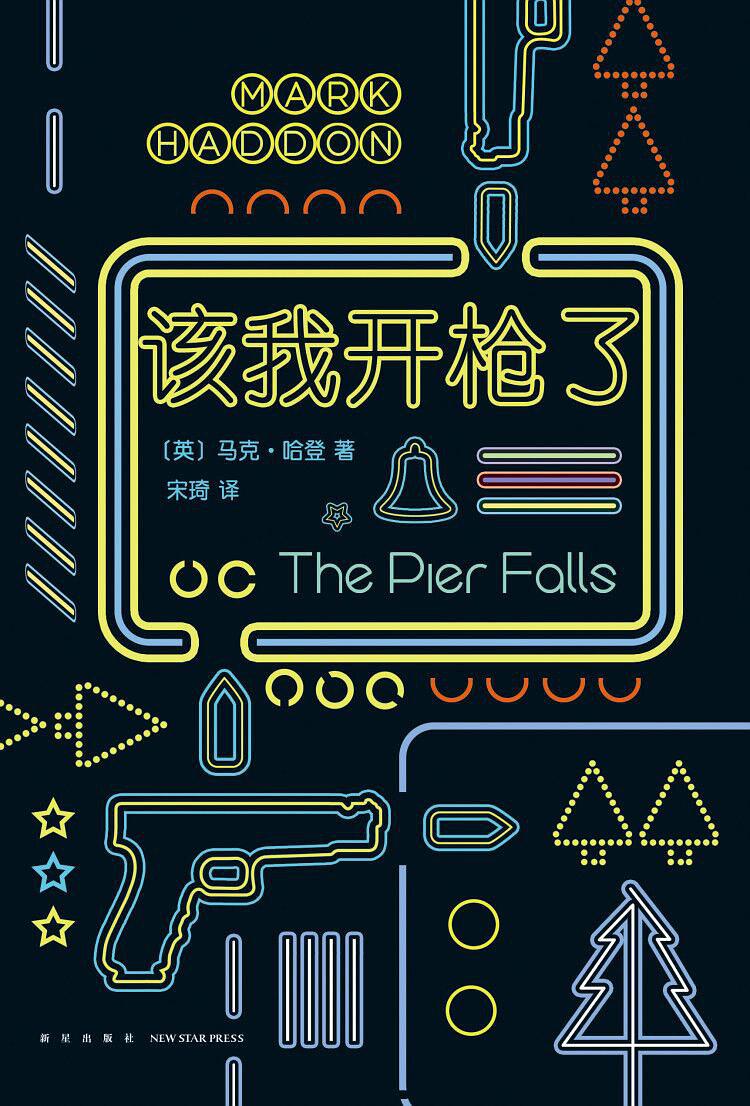 MARK
HADDON
该我开枪了
〔英〕马克·哈登 著
宋琦 译
The Pier Falls
新星出版社 NEW STAR PRESS